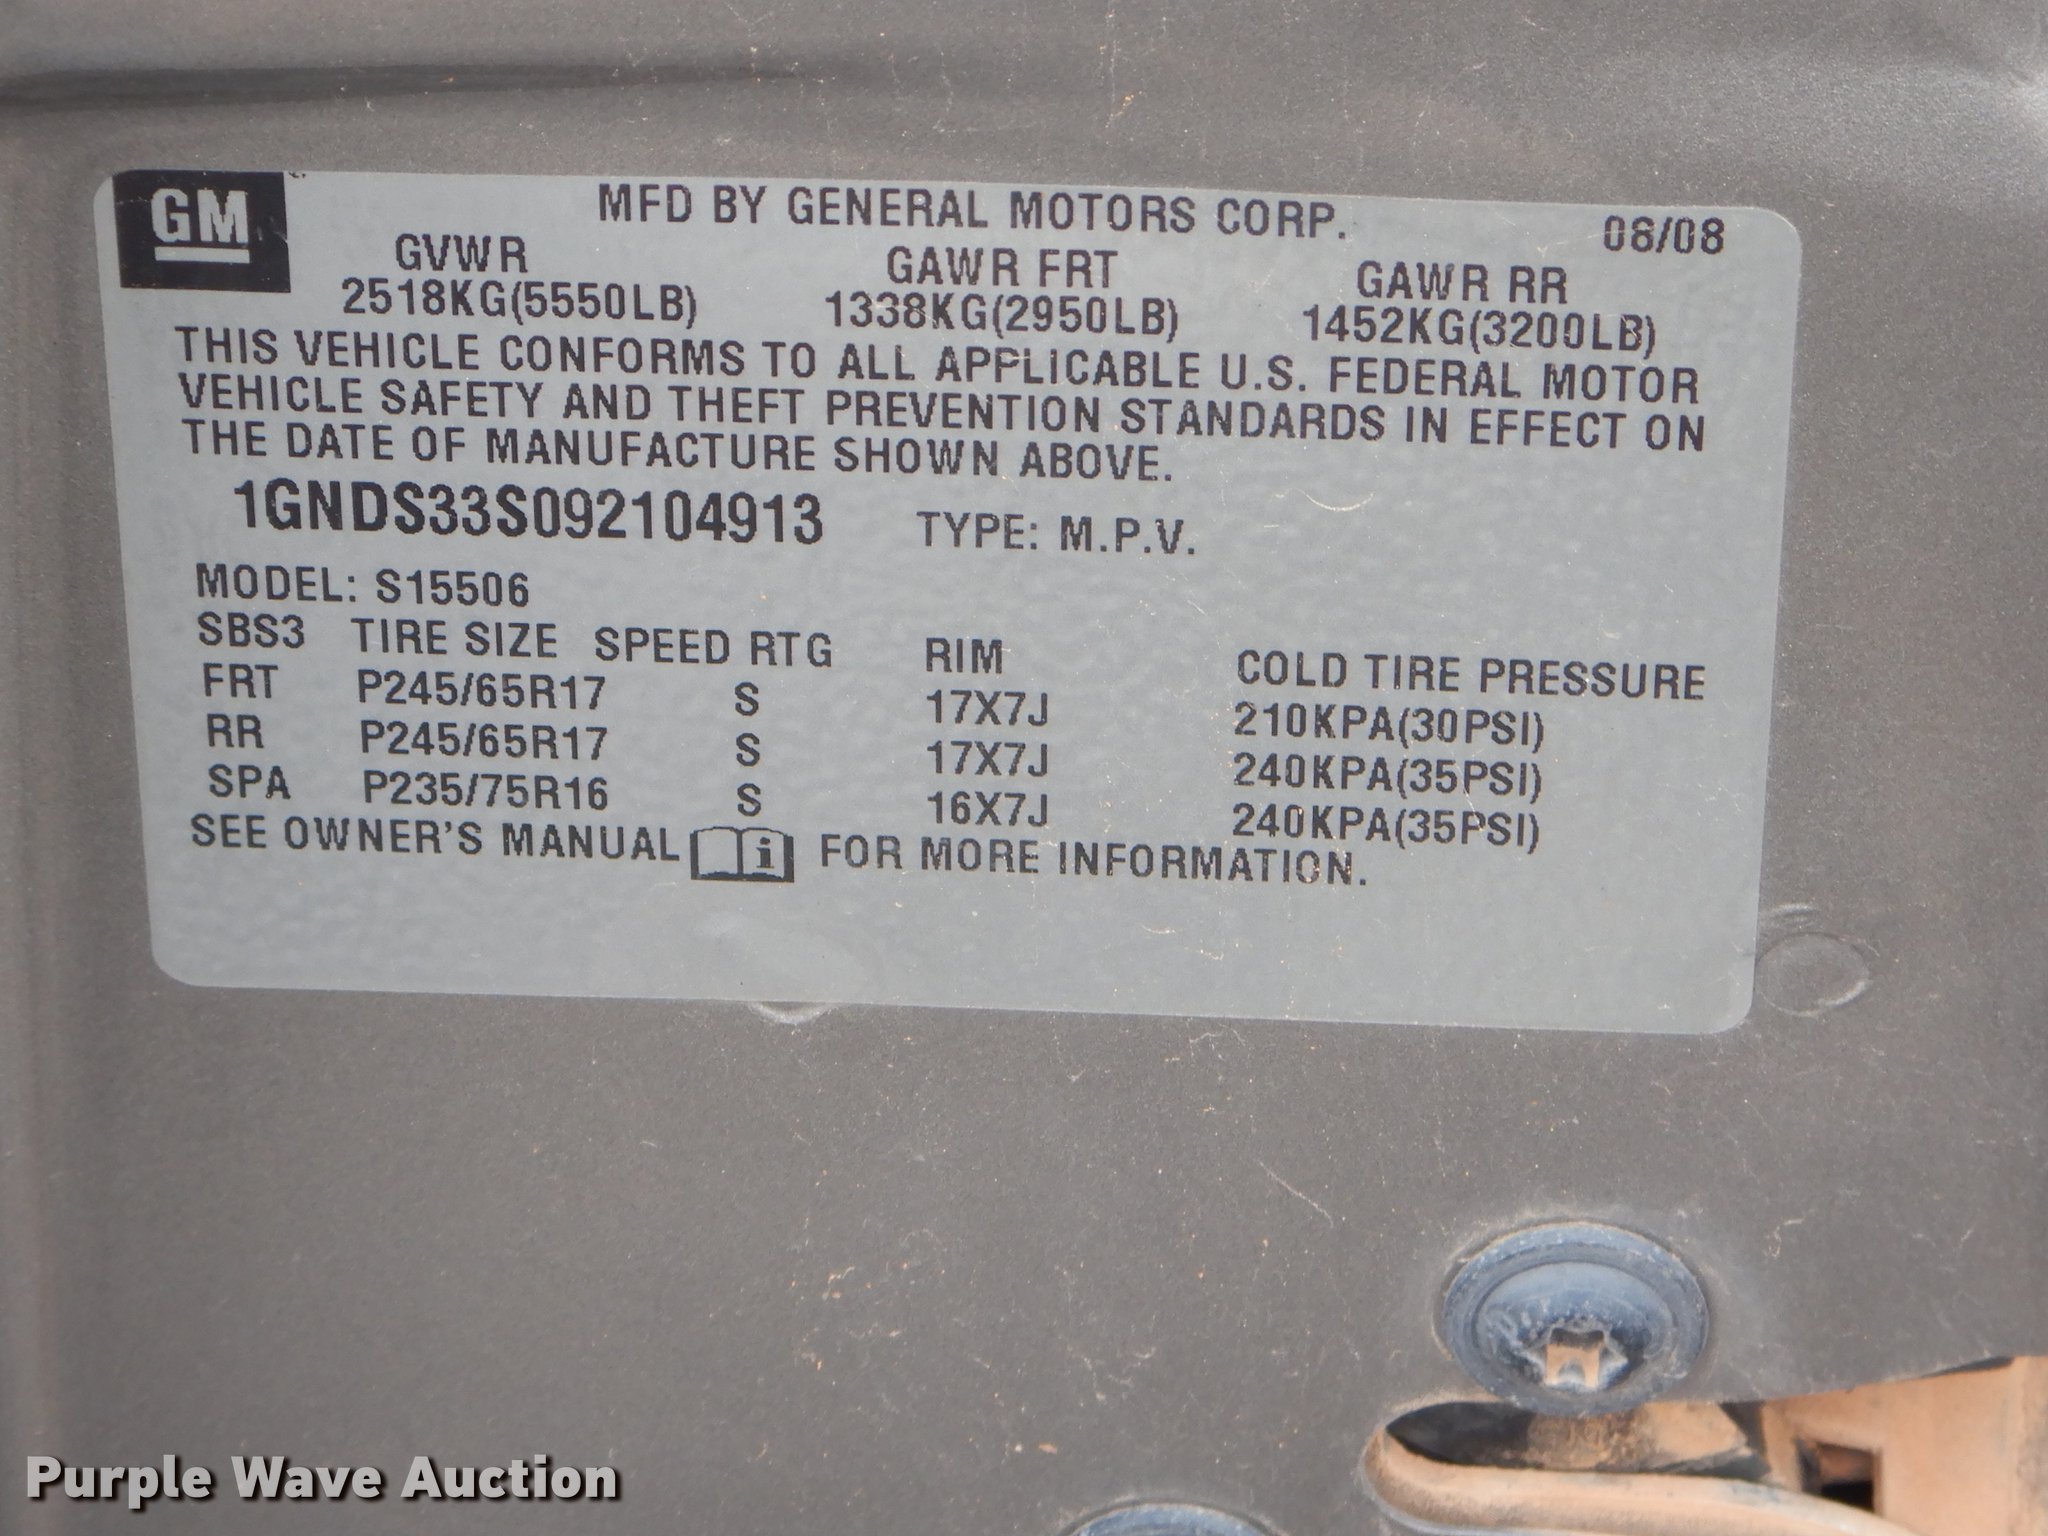 GM
MFD BY GENERAL MOTORS CORP. 08/08
GVWR GAWR FRT GAWR RR
2518KG(5550LB) 1338KG(2950LB) 1452KG(3200LB)
THIS VEHICLE CONFORMS TO ALL APPLICABLE U.S. FEDERAL MOTOR
VEHICLE SAFETY AND THEFT PREVENTION STANDARDS IN EFFECT ON
THE DATE OF MANUFACTURE SHOWN ABOVE.
1GNDS33S092104913 TYPE: M.P.V.
MODEL: S15506
SBS3 TIRE SIZE SPEED RTG RIM COLD TIRE PRESSURE
FRT P245/65R17 S 17X7J 210KPA(30PSI)
RR P245/65R17 S 17X7J 240KPA(35PSI)
SPA P235/75R16 S 16X7J 240KPA(35PSI)
SEE OWNER'S MANUAL i FOR MORE INFORMATION.
Purple Wave Auction